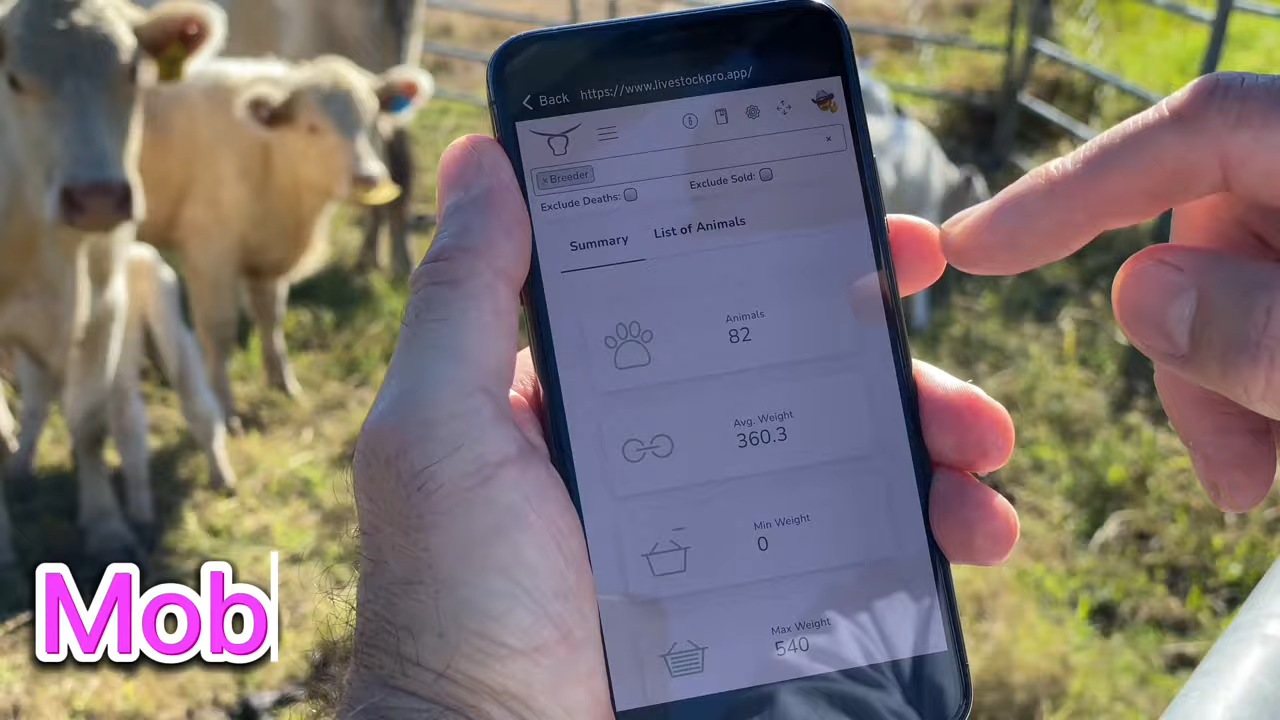 Back https://www.livestockpro.app/
×
× Breeder
Exclude Deaths: Exclude Sold:
Summary List of Animals
Animals
82
Avg. Weight
360.3
Min Weight
0
Max Weight
540
Mob